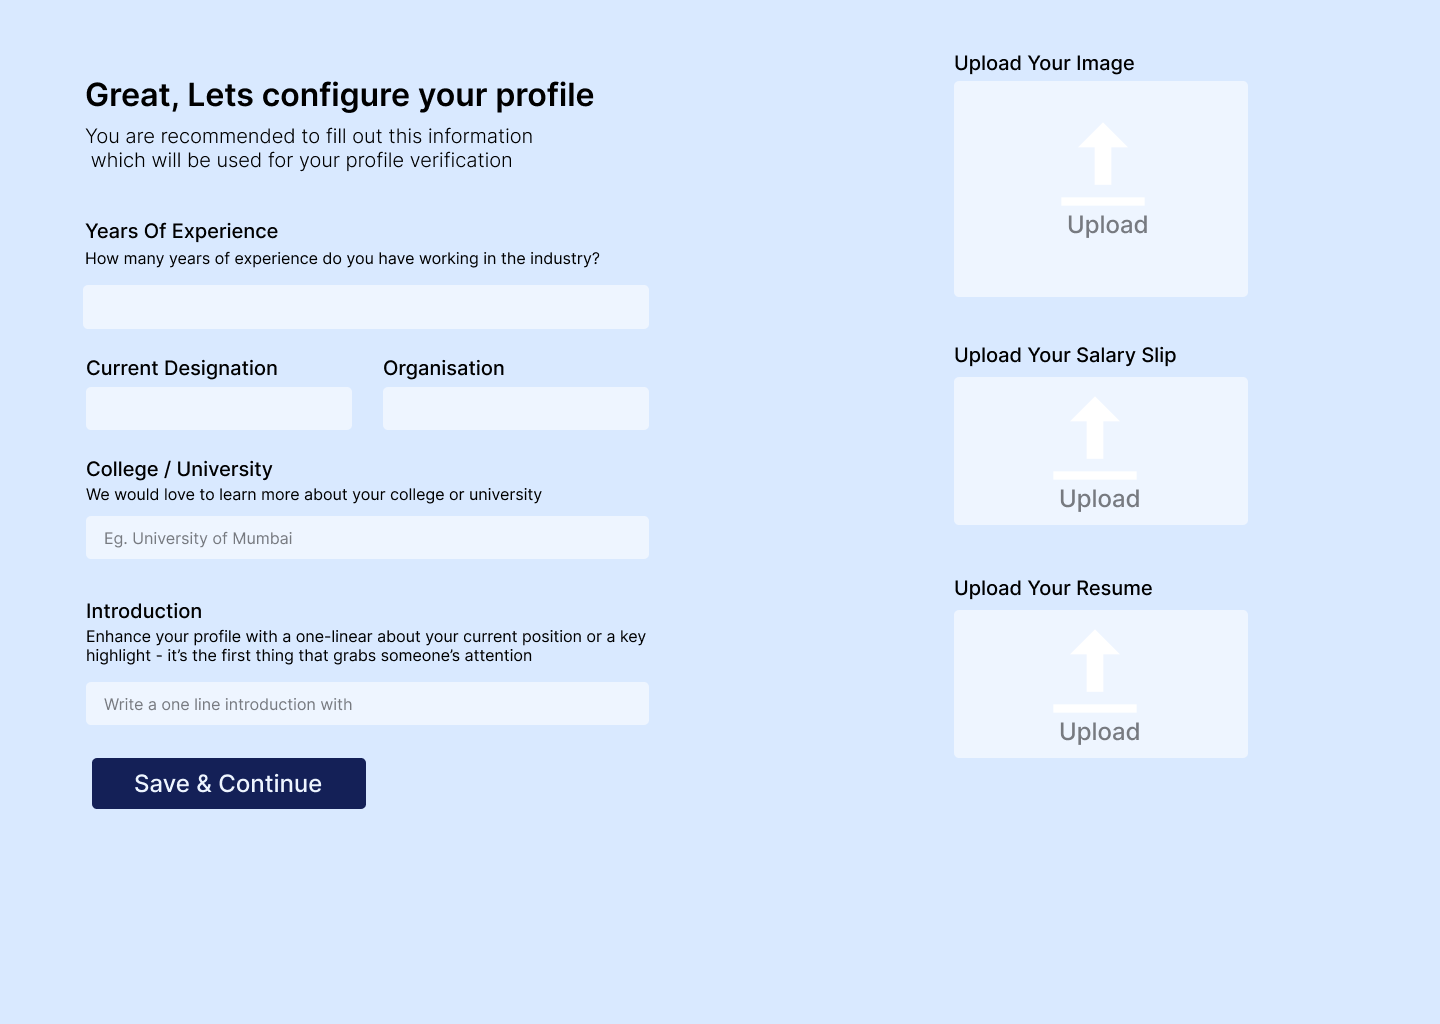 Great, Lets configure your profile
You are recommended to fill out this information
which will be used for your profile verification
Years Of Experience
How many years of experience do you have working in the industry?
Current Designation
Organisation
College / University
We would love to learn more about your college or university
Eg. University of Mumbai
Introduction
Enhance your profile with a one-linear about your current position or a key
highlight - it’s the first thing that grabs someone’s attention
Write a one line introduction with
Save & Continue
Upload Your Image
Upload
Upload Your Salary Slip
Upload
Upload Your Resume
Upload